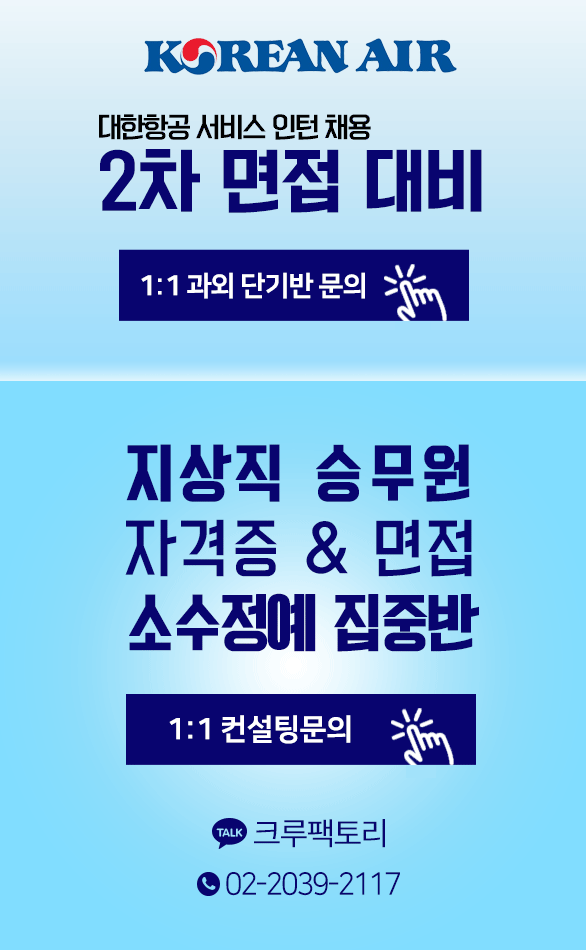 KOREAN AIR
대한항공 서비스 인턴 채용
2차 면접 대비
1:1 과외 단기반 문의
지상직 승무원
자격증 & 면접
소수정예 집중반
1:1 컨설팅문의
TALK 크루팩토리
02-2039-2117